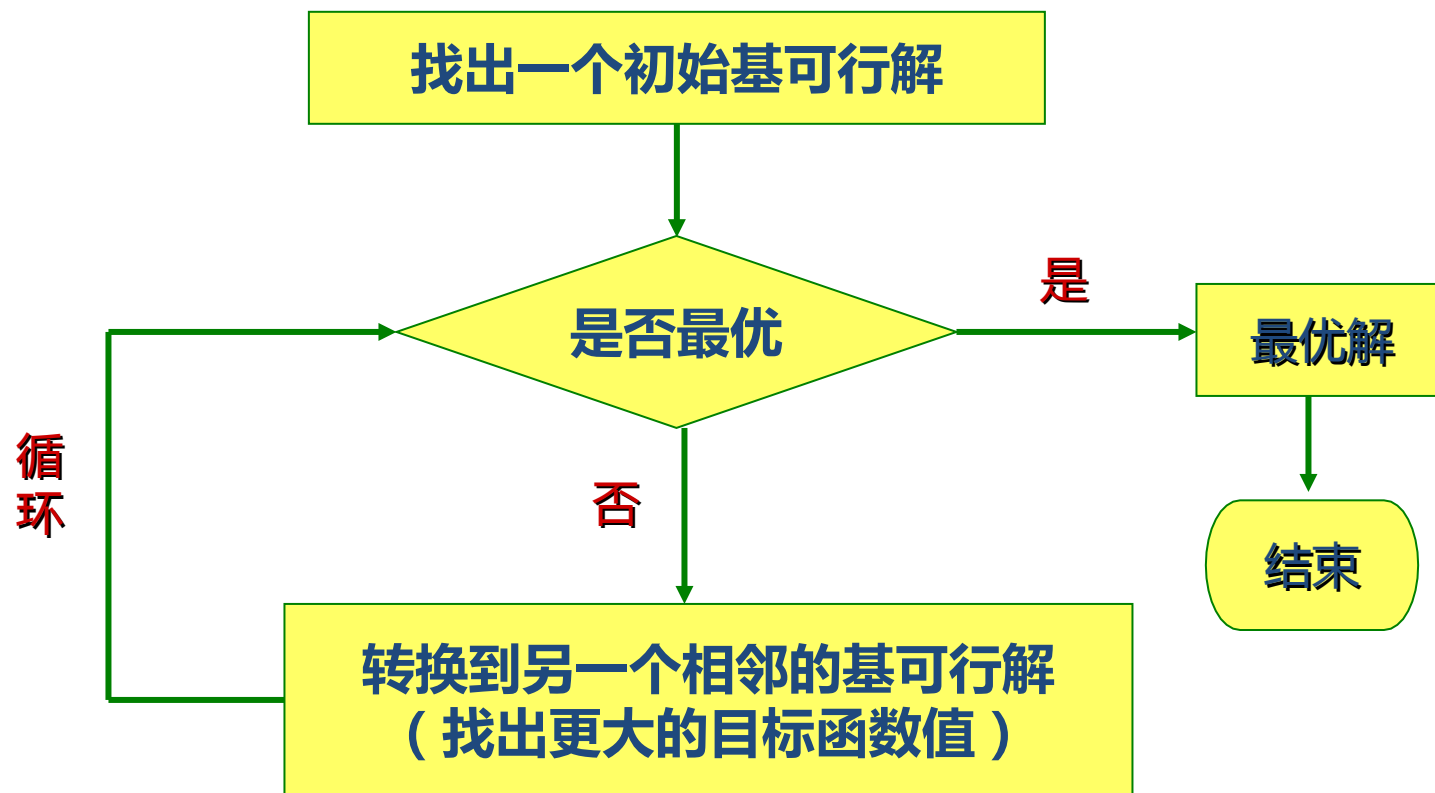 找出一个初始基可行解
是否最优
是
最优解
循
环
否
结束
转换到另一个相邻的基可行解
（找出更大的目标函数值）